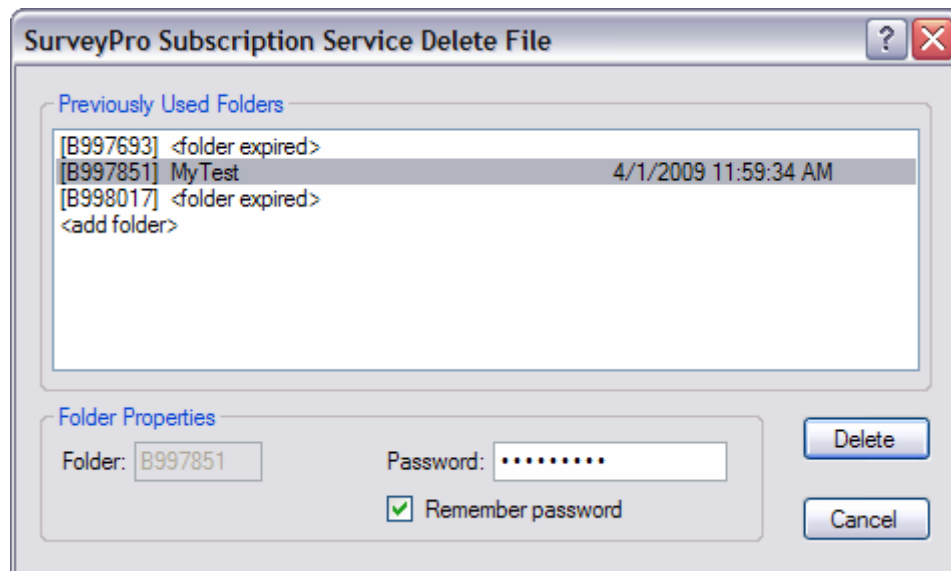 SurveyPro Subscription Service Delete File
Previously Used Folders
[B997693] <folder expired>
[B997851] MyTest 4/1/2009 11:59:34 AM
[B998017] <folder expired>
<add folder>
Folder Properties
Folder: B997851 Password: •••••••••
Remember password
Delete
Cancel